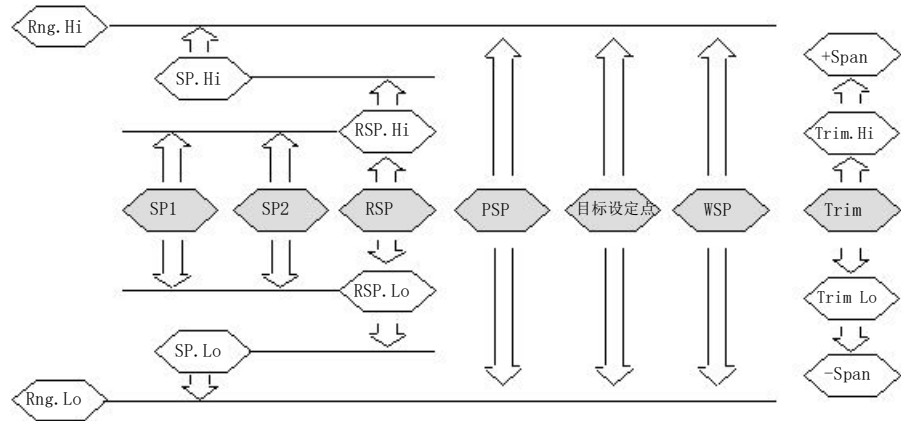 Rng.Hi
SP.Hi
+Span
RSP.Hi
Trim.Hi
SP1
SP2
RSP
PSP
目标设定点
WSP
Trim
RSP.Lo
Trim Lo
SP.Lo
-Span
Rng.Lo